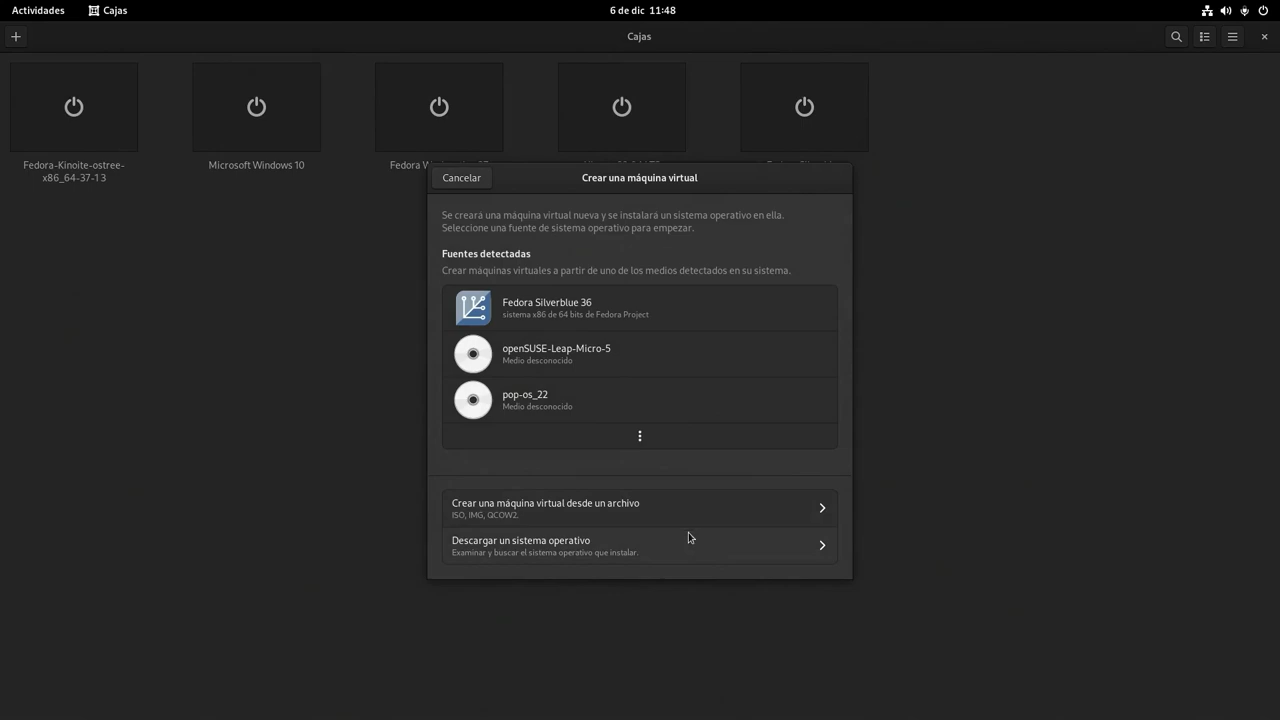 Actividades
Cajas
6 de dic 11:48
Cajas
Fedora-Kinoite-ostree-
x86_64-37-1 3
Microsoft Windows 10
Cancelar
Crear una máquina virtual
Se creará una máquina virtual nueva y se instalará un sistema operativo en ella.
Seleccione una fuente de sistema operativo para empezar.
Fuentes detectadas
Crear máquinas virtuales a partir de uno de los medios detectados en su sistema.
Fedora Silverblue 36
sistema x86 de 64 bits de Fedora Project
openSUSE-Leap-Micro-5
Medio desconocido
pop-os_22
Medio desconocido
Crear una máquina virtual desde un archivo
ISO, IMG, QCOW2.
Descargar un sistema operativo
Examinar y buscar el sistema operativo que instalar.